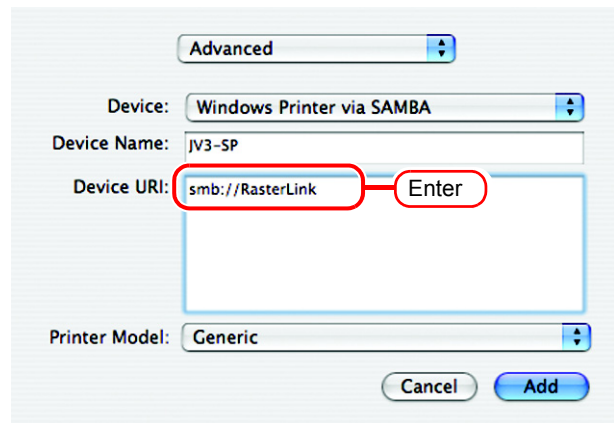 Advanced
Device: Windows Printer via SAMBA
Device Name: JV3-SP
Device URI: smb://RasterLink Enter
Printer Model: Generic
Cancel Add